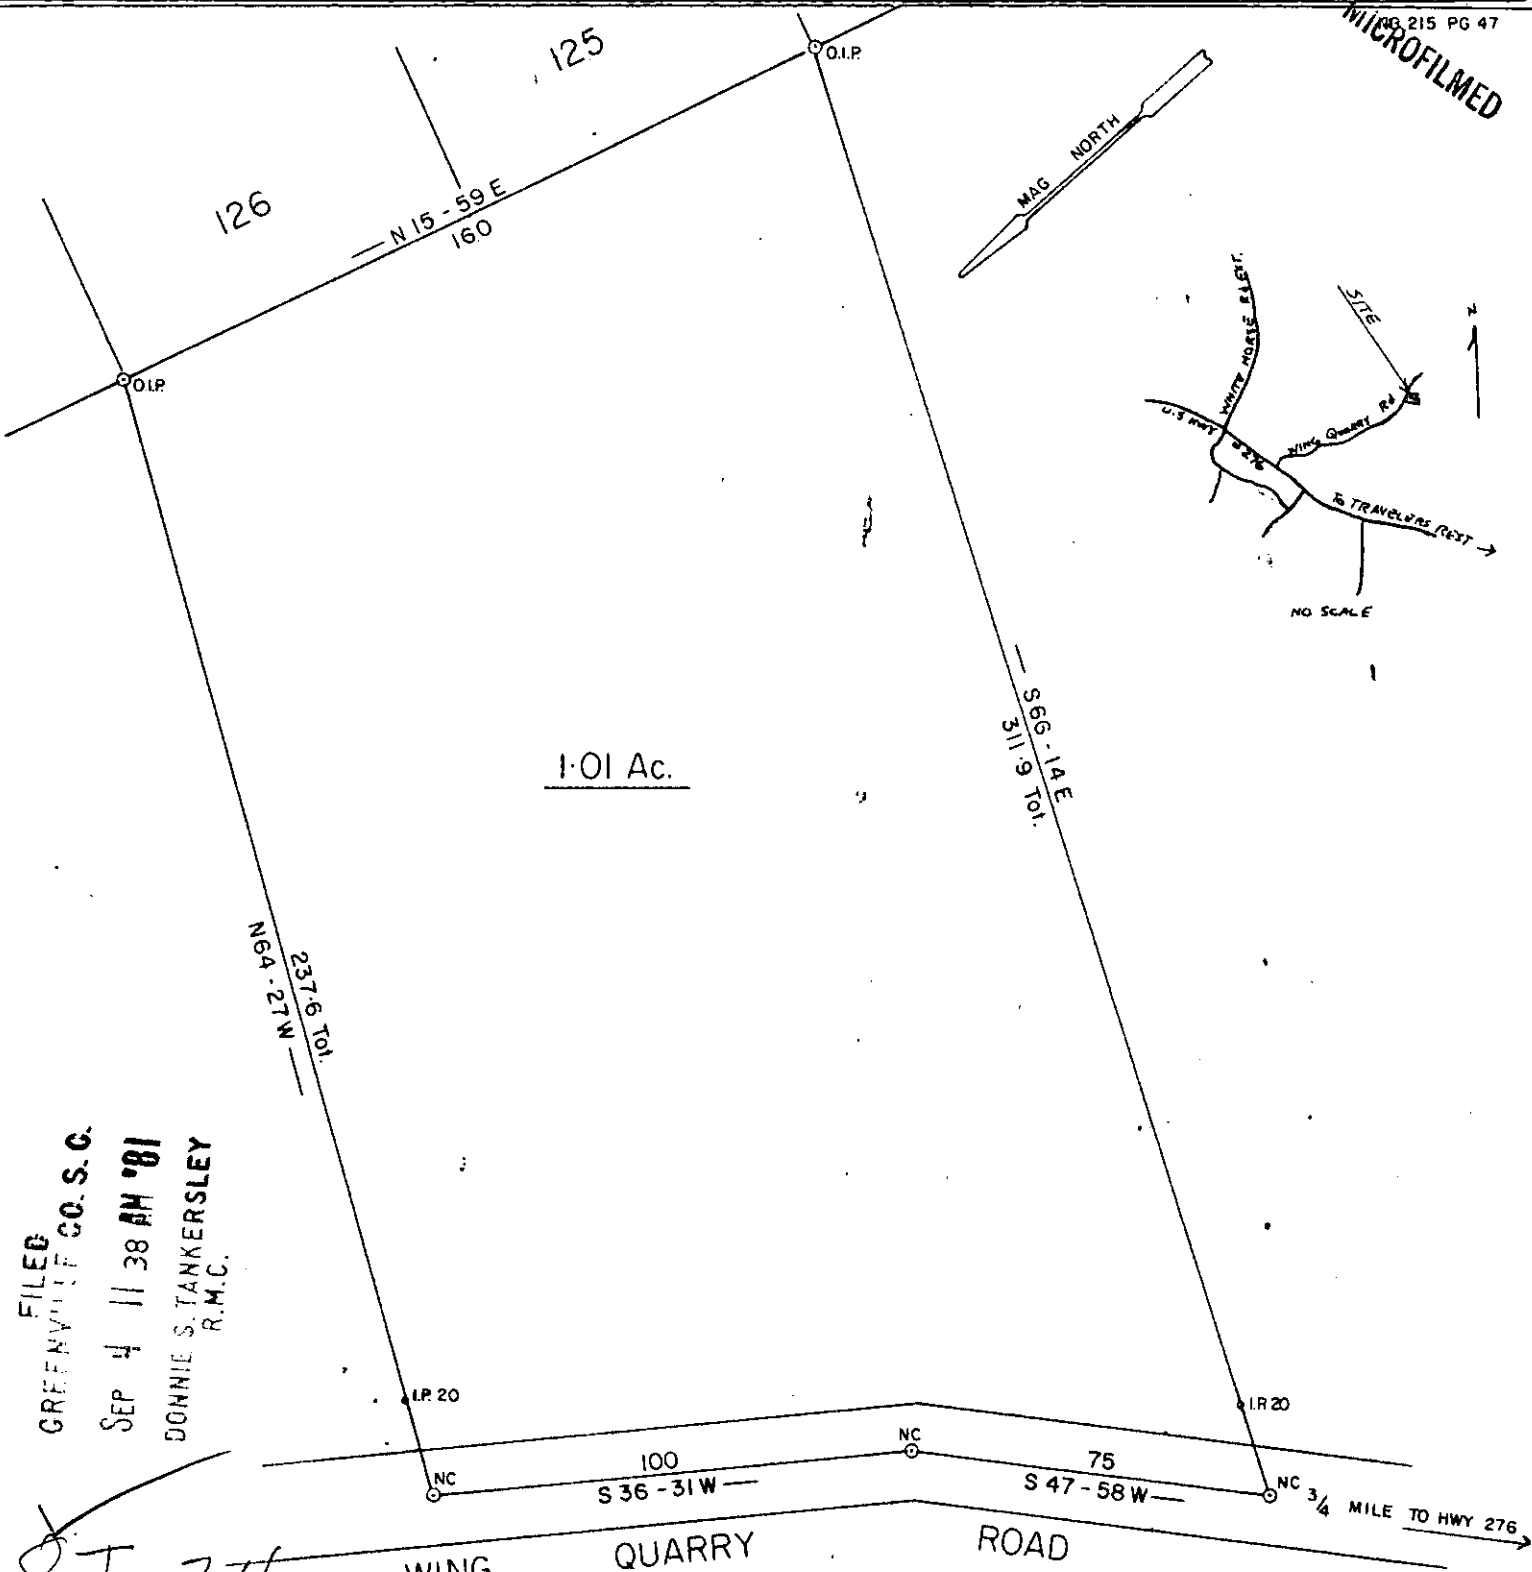 NG 215 PG 47
MICROFILMED
125
O.I.P.
126
N 15 - 59 E
160
MAG NORTH
O.I.P.
SITE
N
WHITE HORSE Rd EXT.
U.S HWY # 276
WING QUARRY Rd
To TRAVELERS REST →
NO SCALE
S 66 - 14 E
311.9 Tot.
1.01 Ac.
237.6 Tot.
N 64 - 27 W
FILED
GREENVILLE CO. S. C.
SEP 4 11 38 AM '81
DONNIE S. TANKERSLEY
R.M.C.
I.P. 20
I.P. 20
NC
100
S 36 - 31 W
NC
75
S 47 - 58 W
NC
3/4 MILE TO HWY 276
WING QUARRY ROAD